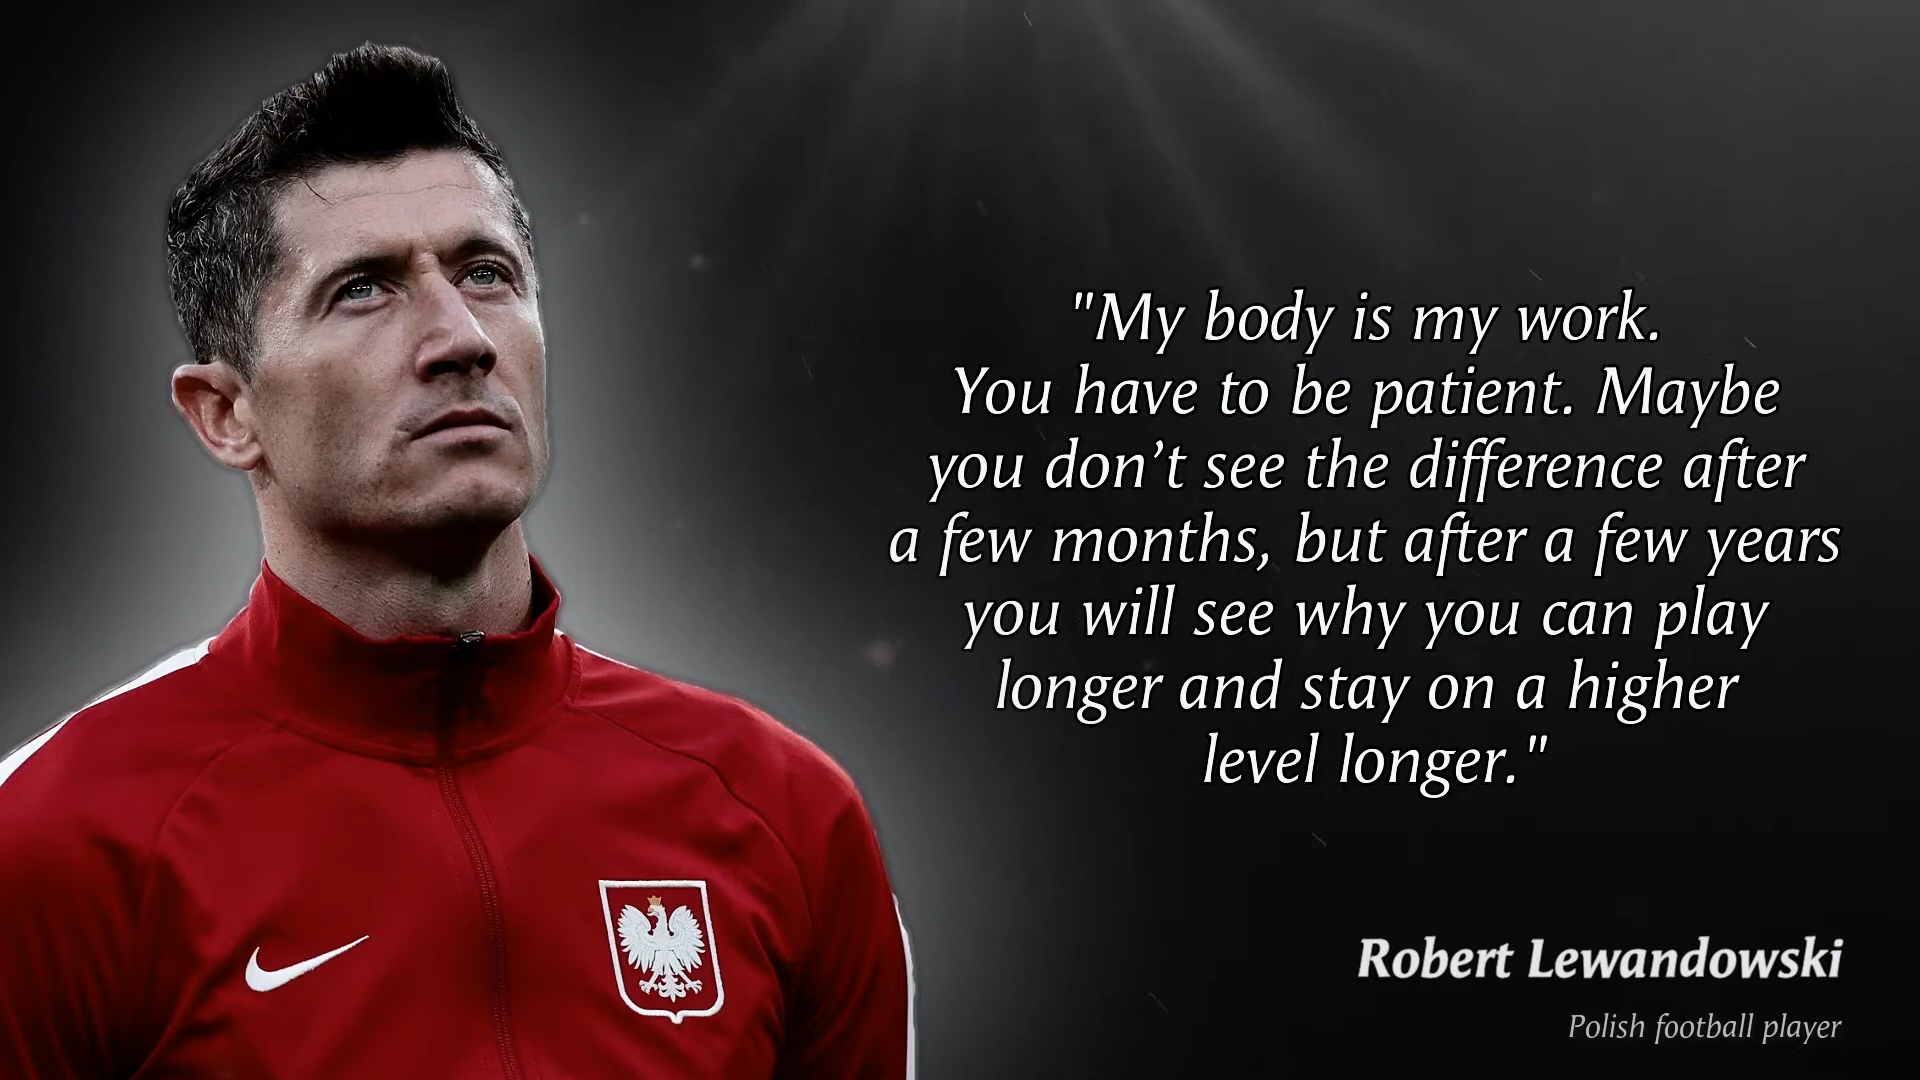 "My body is my work.
You have to be patient. Maybe
you don’t see the difference after
a few months, but after a few years
you will see why you can play
longer and stay on a higher
level longer."
Robert Lewandowski
Polish football player